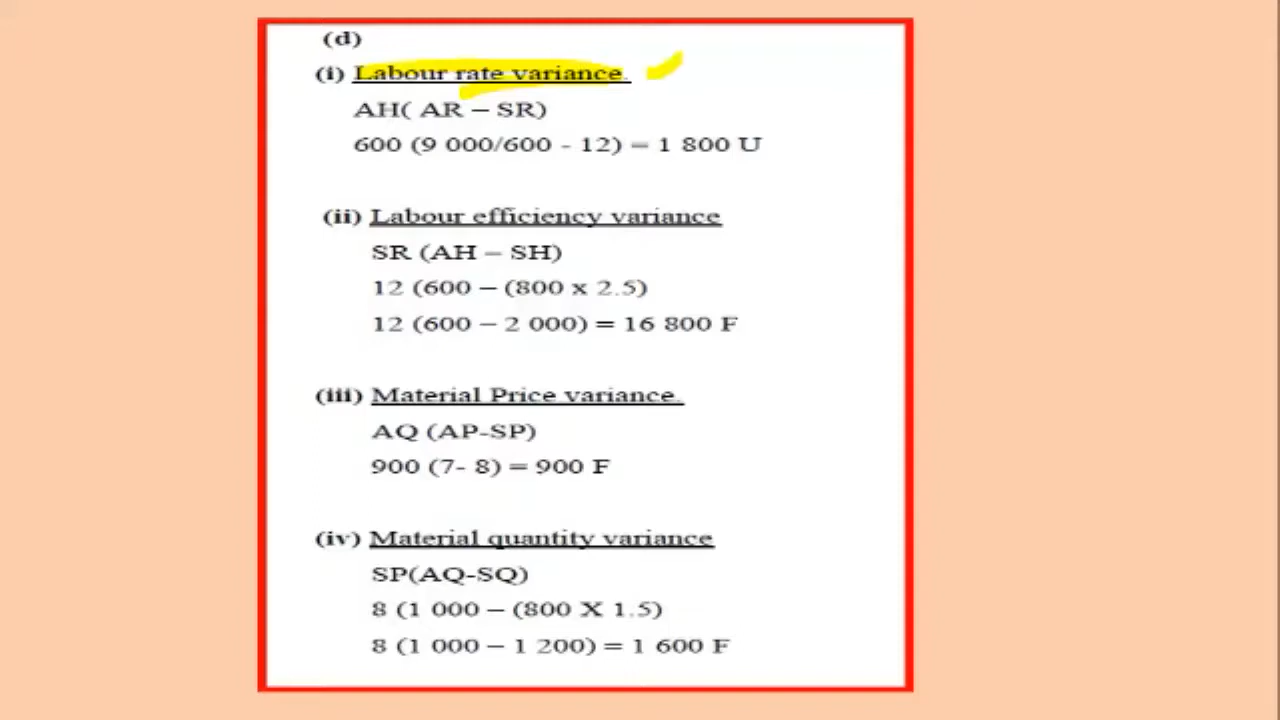 (d)
(i) Labour rate variance.
AH( AR – SR)
600 (9 000/600 - 12) = 1 800 U
(ii) Labour efficiency variance
SR (AH – SH)
12 (600 – (800 x 2.5)
12 (600 – 2 000) = 16 800 F
(iii) Material Price variance.
AQ (AP-SP)
900 (7- 8) = 900 F
(iv) Material quantity variance
SP(AQ-SQ)
8 (1 000 – (800 X 1.5)
8 (1 000 – 1 200) = 1 600 F